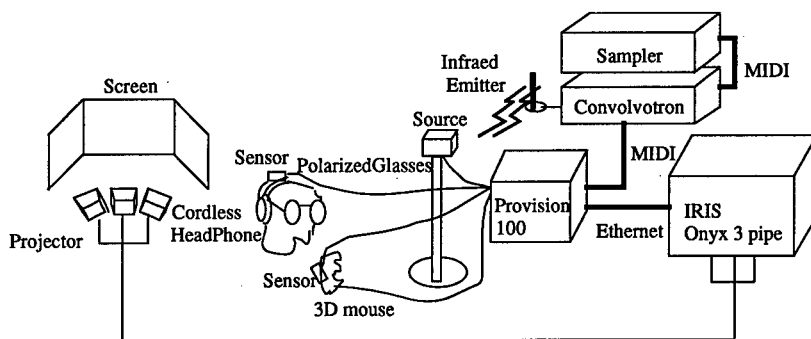 Screen
Projector
Sensor
PolarizedGlasses
Cordless
HeadPhone
Sensor
3D mouse
Source
Infraed
Emitter
Sampler
MIDI
Convolvotron
MIDI
Provision
100
Ethernet
IRIS
Onyx 3 pipe